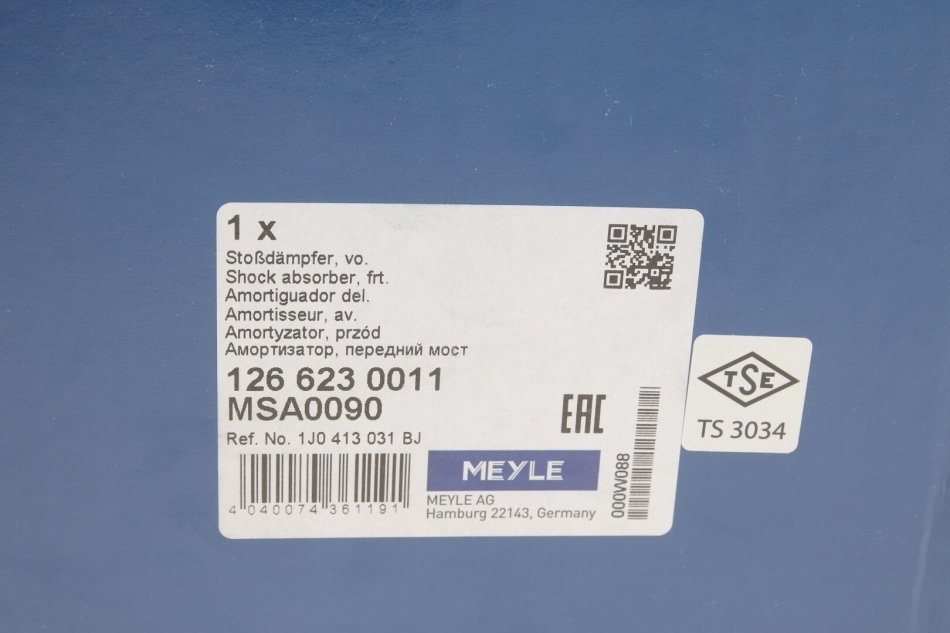 1 x
Stoßdämpfer, vo.
Shock absorber, frt.
Amortiguador del.
Amortisseur, av.
Amortyzator, przód
Амортизатор, передний мост
126 623 0011
MSA0090
Ref. No. 1J0 413 031 BJ
EAC
4 040074 361191
MEYLE
MEYLE AG
Hamburg 22143, Germany
000W088
TSE
TS 3034